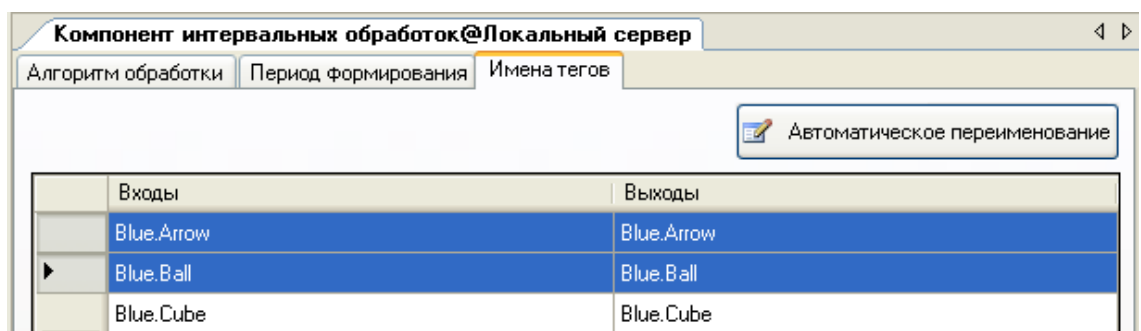 Компонент интервальных обработок@Локальный сервер
Алгоритм обработки Период формирования Имена тегов
Автоматическое переименование
Входы Выходы
Blue.Arrow Blue.Arrow
Blue.Ball Blue.Ball
Blue.Cube Blue.Cube